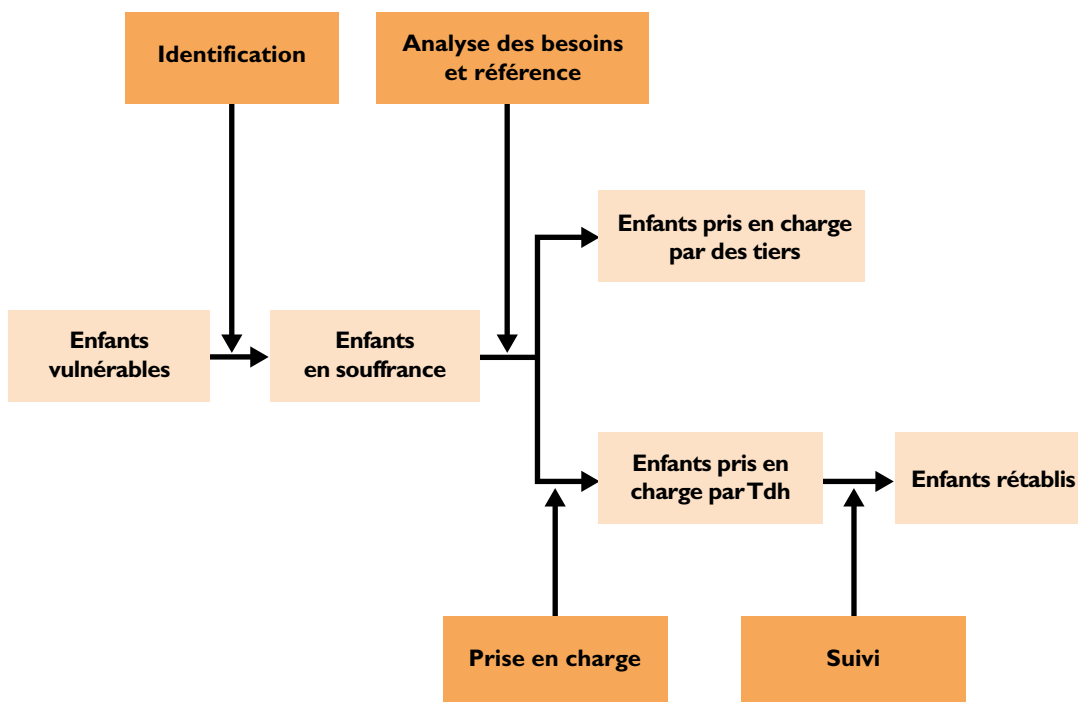 Identification
Analyse des besoins
et référence
Enfants pris en charge
par des tiers
Enfants
vulnérables
Enfants
en souffrance
Enfants pris en
charge par Tdh
Enfants rétablis
Prise en charge
Suivi